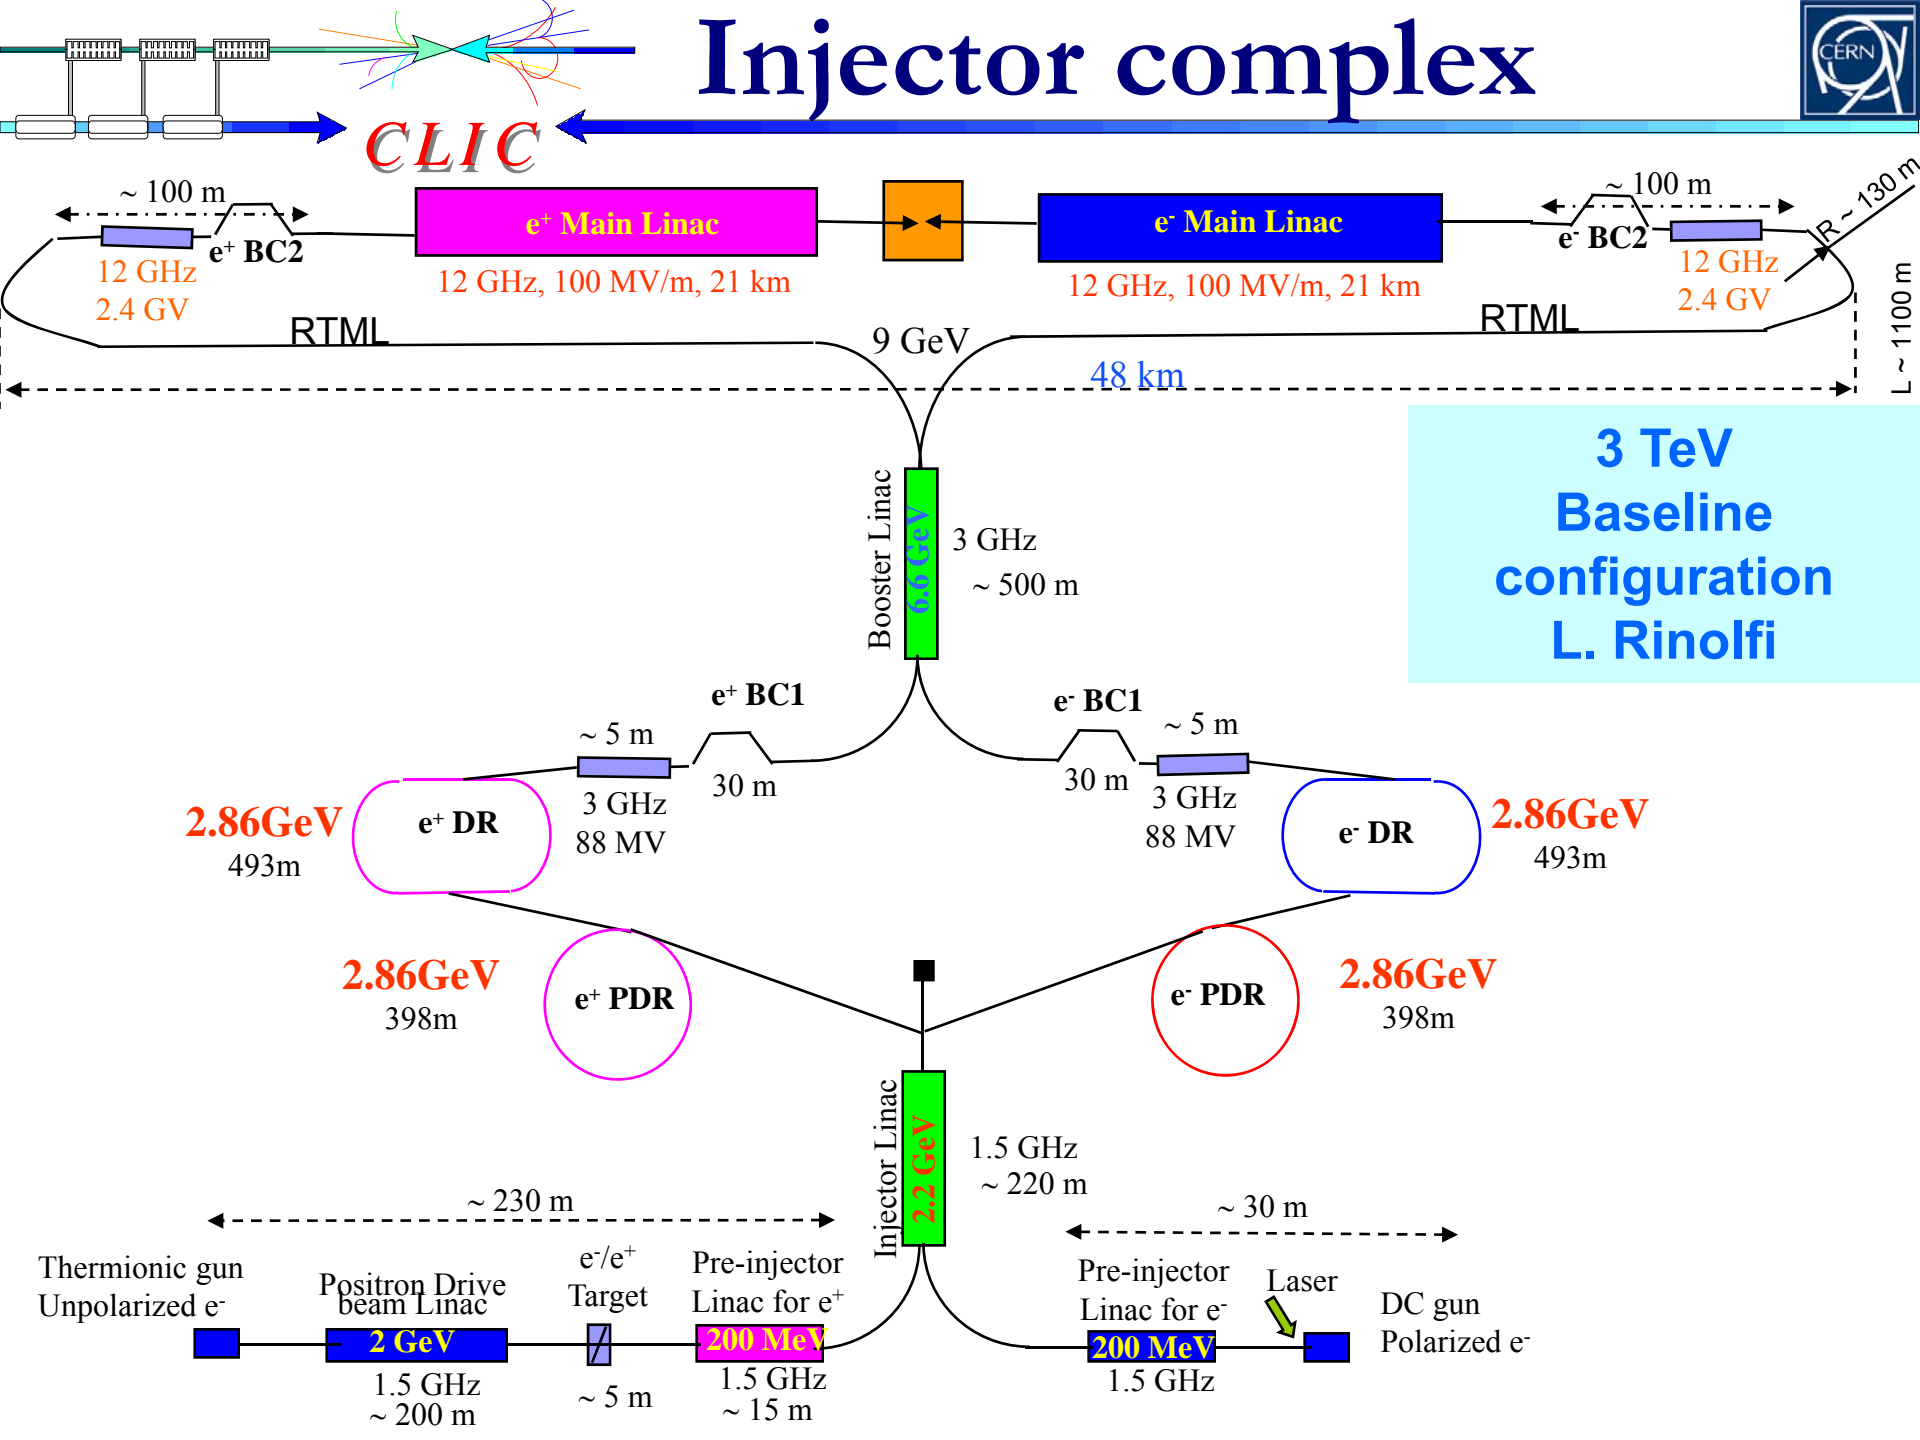 Injector complex
CERN
CLIC
~ 100 m
~ 100 m
R ~ 130 m
e+ Main Linac
e- Main Linac
e+ BC2
e- BC2
12 GHz
2.4 GV
12 GHz, 100 MV/m, 21 km
12 GHz, 100 MV/m, 21 km
12 GHz
2.4 GV
L ~ 1100 m
RTML
9 GeV
RTML
48 km
3 TeV
Baseline
configuration
L. Rinolfi
Booster Linac
6.6 GeV
3 GHz
~ 500 m
e+ BC1
e- BC1
~ 5 m
~ 5 m
30 m
30 m
3 GHz
88 MV
3 GHz
88 MV
2.86GeV
493m
e+ DR
e- DR
2.86GeV
493m
2.86GeV
398m
e+ PDR
e- PDR
2.86GeV
398m
Injector Linac
2.2 GeV
1.5 GHz
~ 220 m
~ 230 m
~ 30 m
Thermionic gun
Unpolarized e-
Positron Drive
beam Linac
e-/e+
Target
Pre-injector
Linac for e+
Pre-injector
Linac for e-
Laser
DC gun
Polarized e-
2 GeV
200 MeV
200 MeV
1.5 GHz
~ 200 m
~ 5 m
1.5 GHz
~ 15 m
1.5 GHz